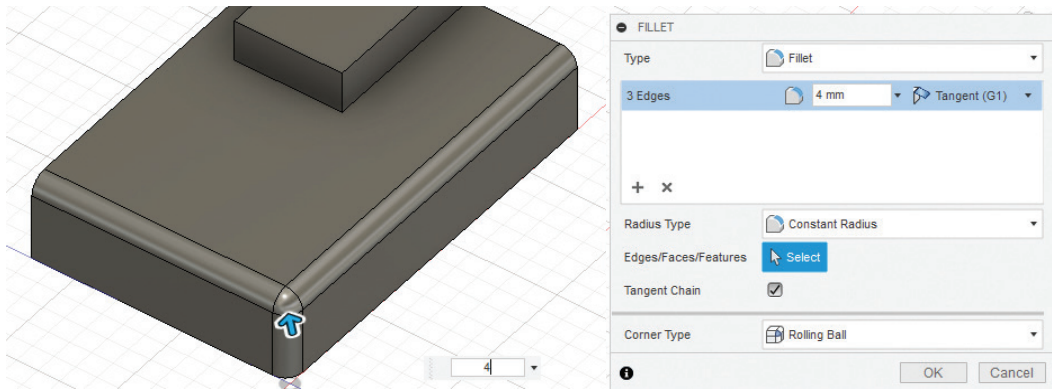 FILLET
Type Fillet
3 Edges 4 mm Tangent (G1)
Radius Type Constant Radius
Edges/Faces/Features Select
Tangent Chain
Corner Type Rolling Ball
OK Cancel
4